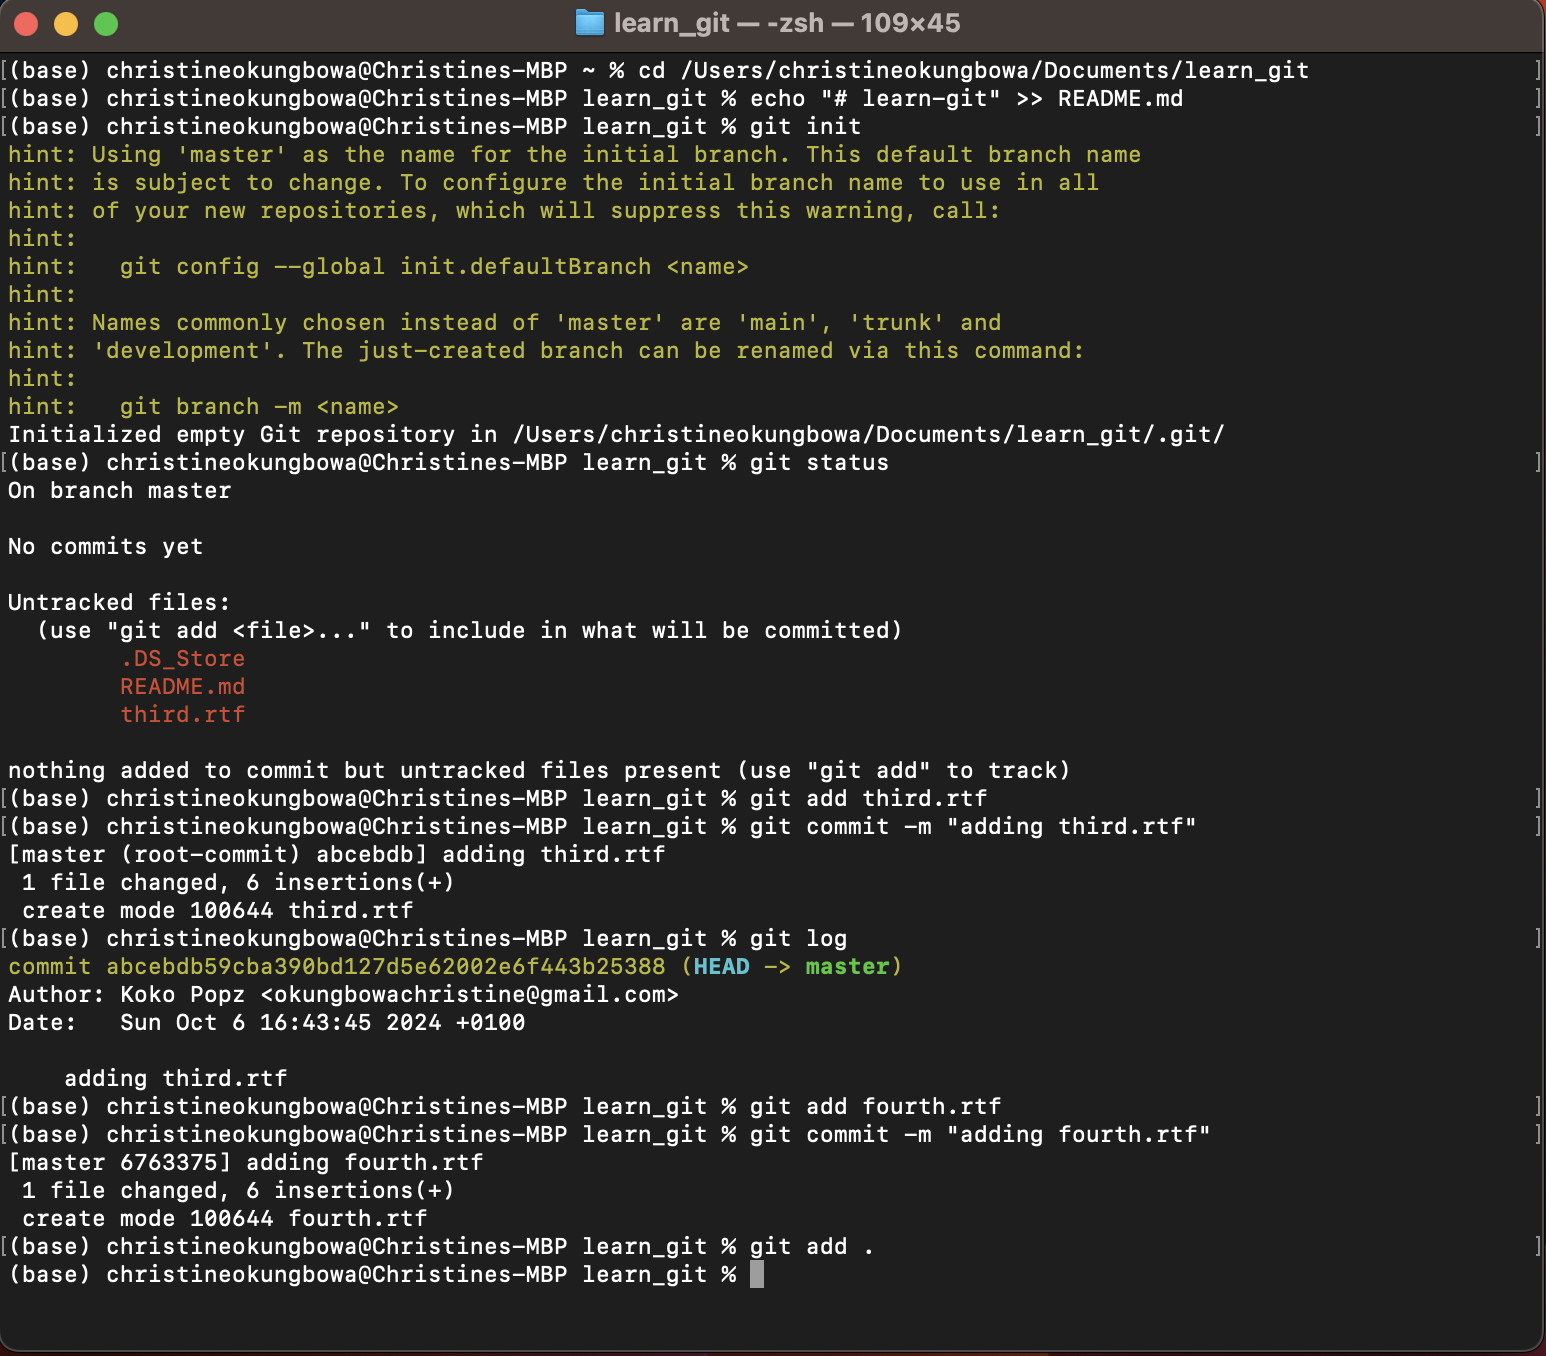 learn_git — -zsh — 109×45
[(base) christineokungbowa@Christines-MBP ~ % cd /Users/christineokungbowa/Documents/learn_git ]
[(base) christineokungbowa@Christines-MBP learn_git % echo "# learn-git" >> README.md ]
[(base) christineokungbowa@Christines-MBP learn_git % git init ]
hint: Using 'master' as the name for the initial branch. This default branch name
hint: is subject to change. To configure the initial branch name to use in all
hint: of your new repositories, which will suppress this warning, call:
hint:
hint:   git config --global init.defaultBranch <name>
hint:
hint: Names commonly chosen instead of 'master' are 'main', 'trunk' and
hint: 'development'. The just-created branch can be renamed via this command:
hint:
hint:   git branch -m <name>
Initialized empty Git repository in /Users/christineokungbowa/Documents/learn_git/.git/
[(base) christineokungbowa@Christines-MBP learn_git % git status ]
On branch master
No commits yet
Untracked files:
  (use "git add <file>..." to include in what will be committed)
        .DS_Store
        README.md
        third.rtf
nothing added to commit but untracked files present (use "git add" to track)
[(base) christineokungbowa@Christines-MBP learn_git % git add third.rtf ]
[(base) christineokungbowa@Christines-MBP learn_git % git commit -m "adding third.rtf" ]
[master (root-commit) abcebdb] adding third.rtf
 1 file changed, 6 insertions(+)
 create mode 100644 third.rtf
[(base) christineokungbowa@Christines-MBP learn_git % git log ]
commit abcebdb59cba390bd127d5e62002e6f443b25388 (HEAD -> master)
Author: Koko Popz <okungbowachristine@gmail.com>
Date:   Sun Oct 6 16:43:45 2024 +0100
    adding third.rtf
[(base) christineokungbowa@Christines-MBP learn_git % git add fourth.rtf ]
[(base) christineokungbowa@Christines-MBP learn_git % git commit -m "adding fourth.rtf" ]
[master 6763375] adding fourth.rtf
 1 file changed, 6 insertions(+)
 create mode 100644 fourth.rtf
[(base) christineokungbowa@Christines-MBP learn_git % git add . ]
(base) christineokungbowa@Christines-MBP learn_git %